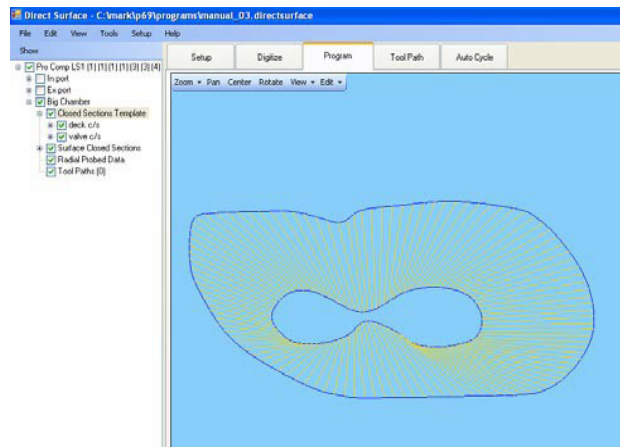 Direct Surface - C:\mark\p69\programs\manual_03.directsurface
File Edit View Tools Setup Help
Show
Setup Digitize Program Tool Path Auto Cycle
Zoom Pan Center Rotate View Edit
Pro Comp LS1 (1) (1) (1) (1) (3) (3) (4)
In port
Ex port
Big Chamber
Closed Sections Template
deck c/s
valve c/s
Surface Closed Sections
Radial Probed Data
Tool Paths (0)